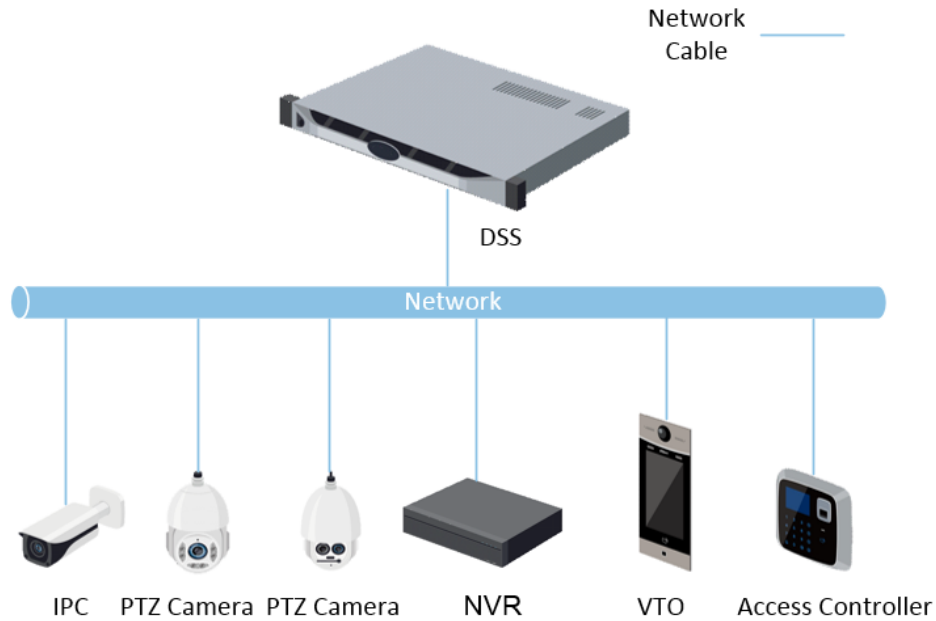 Network
Cable
DSS
Network
IPC
PTZ Camera
PTZ Camera
NVR
VTO
Access Controller